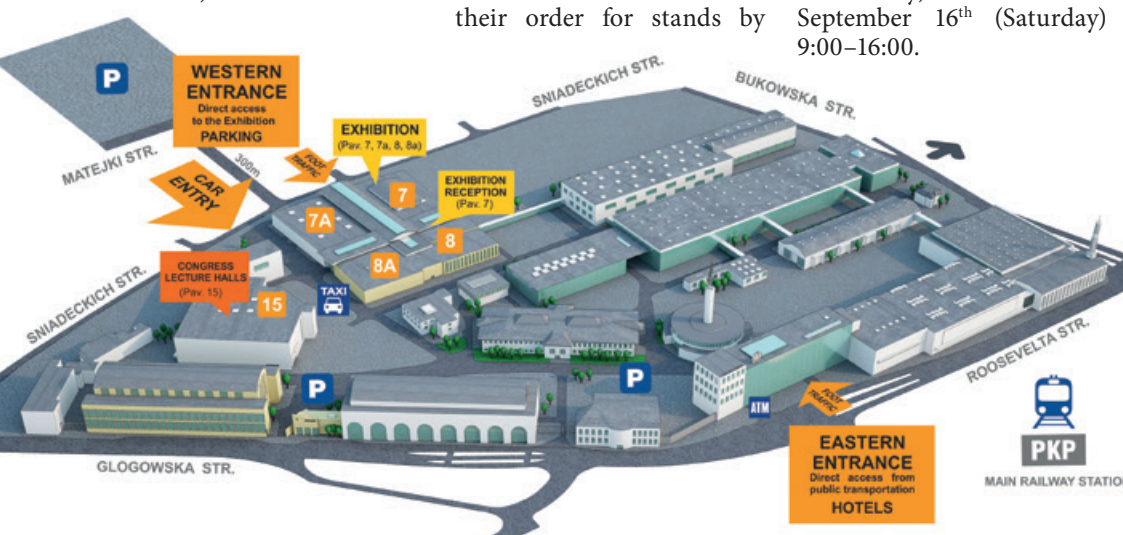 their order for stands by
September 16th (Saturday)
9:00–16:00.
P
WESTERN
ENTRANCE
Direct access
to the Exhibition
PARKING
SNIADECKICH STR.
BUKOWSKA STR.
MATEJKI STR.
300m
FOOT
TRAFFIC
EXHIBITION
(Pav. 7, 7a, 8, 8a)
CAR
ENTRY
7
EXHIBITION
RECEPTION
(Pav. 7)
7A
8
8A
CONGRESS
LECTURE HALLS
(Pav. 15)
15
TAXI
SNIADECKICH STR.
ROOSEVELTA STR.
P
P
ATM
FOOT
TRAFFIC
GLOGOWSKA STR.
EASTERN
ENTRANCE
Direct access from
public transportation
HOTELS
PKP
MAIN RAILWAY STATION